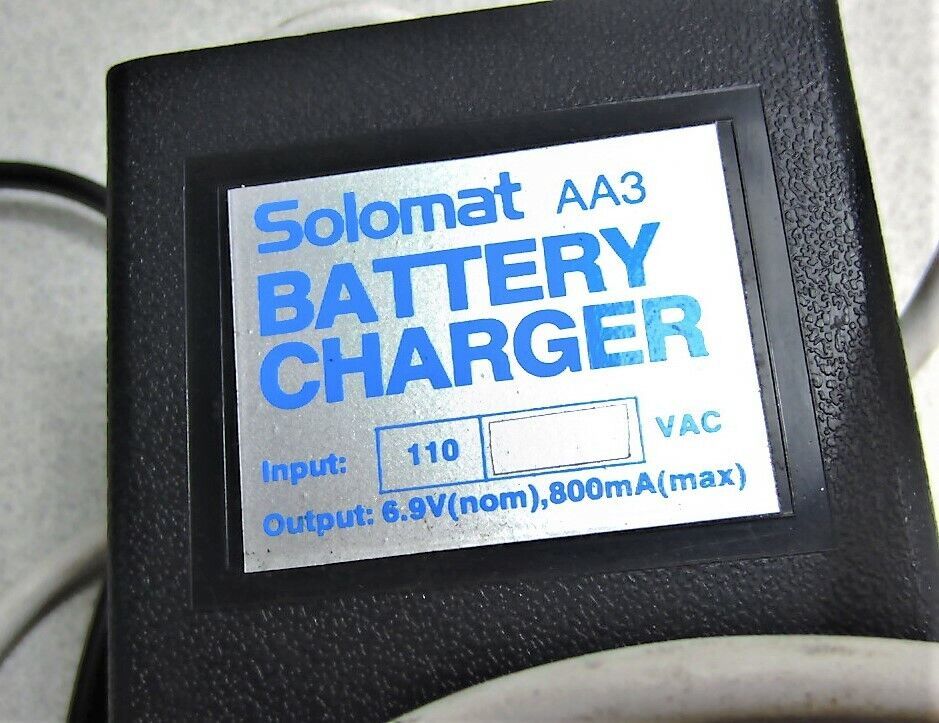 Solomat AA3
BATTERY
CHARGER
Input: 110 VAC
Output: 6.9V(nom),800mA(max)